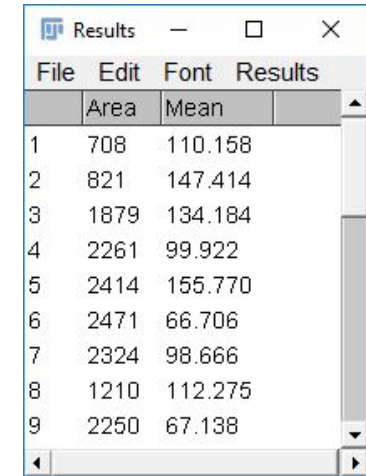 Results
File Edit Font Results
Area Mean
1 708 110.158
2 821 147.414
3 1879 134.184
4 2261 99.922
5 2414 155.770
6 2471 66.706
7 2324 98.666
8 1210 112.275
9 2250 67.138